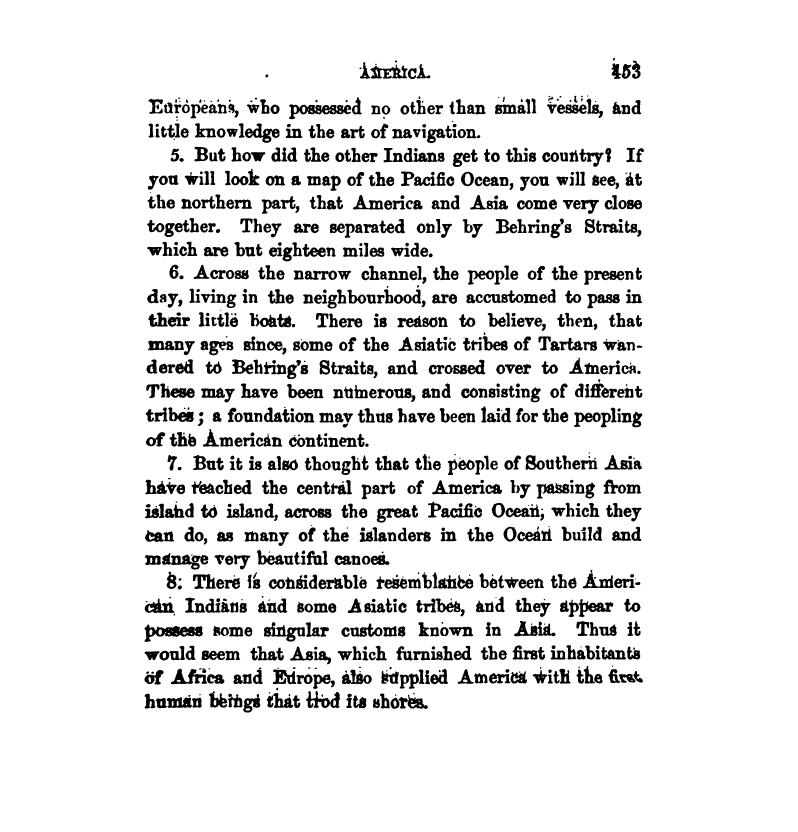 AMERICA. 453
Europeans, who possessed no other than small vessels, and
little knowledge in the art of navigation.
5. But how did the other Indians get to this country? If
you will look on a map of the Pacific Ocean, you will see, at
the northern part, that America and Asia come very close
together. They are separated only by Behring's Straits,
which are but eighteen miles wide.
6. Across the narrow channel, the people of the present
day, living in the neighbourhood, are accustomed to pass in
their little boats. There is reason to believe, then, that
many ages since, some of the Asiatic tribes of Tartars wan-
dered to Behring's Straits, and crossed over to America.
These may have been numerous, and consisting of different
tribes; a foundation may thus have been laid for the peopling
of the American continent.
7. But it is also thought that the people of Southern Asia
have reached the central part of America by passing from
island to island, across the great Pacific Ocean, which they
can do, as many of the islanders in the Ocean build and
manage very beautiful canoes.
8. There is considerable resemblance between the Ameri-
can Indians and some Asiatic tribes, and they appear to
possess some singular customs known in Asia. Thus it
would seem that Asia, which furnished the first inhabitants
of Africa and Europe, also supplied America with the first
human beings that trod its shores.